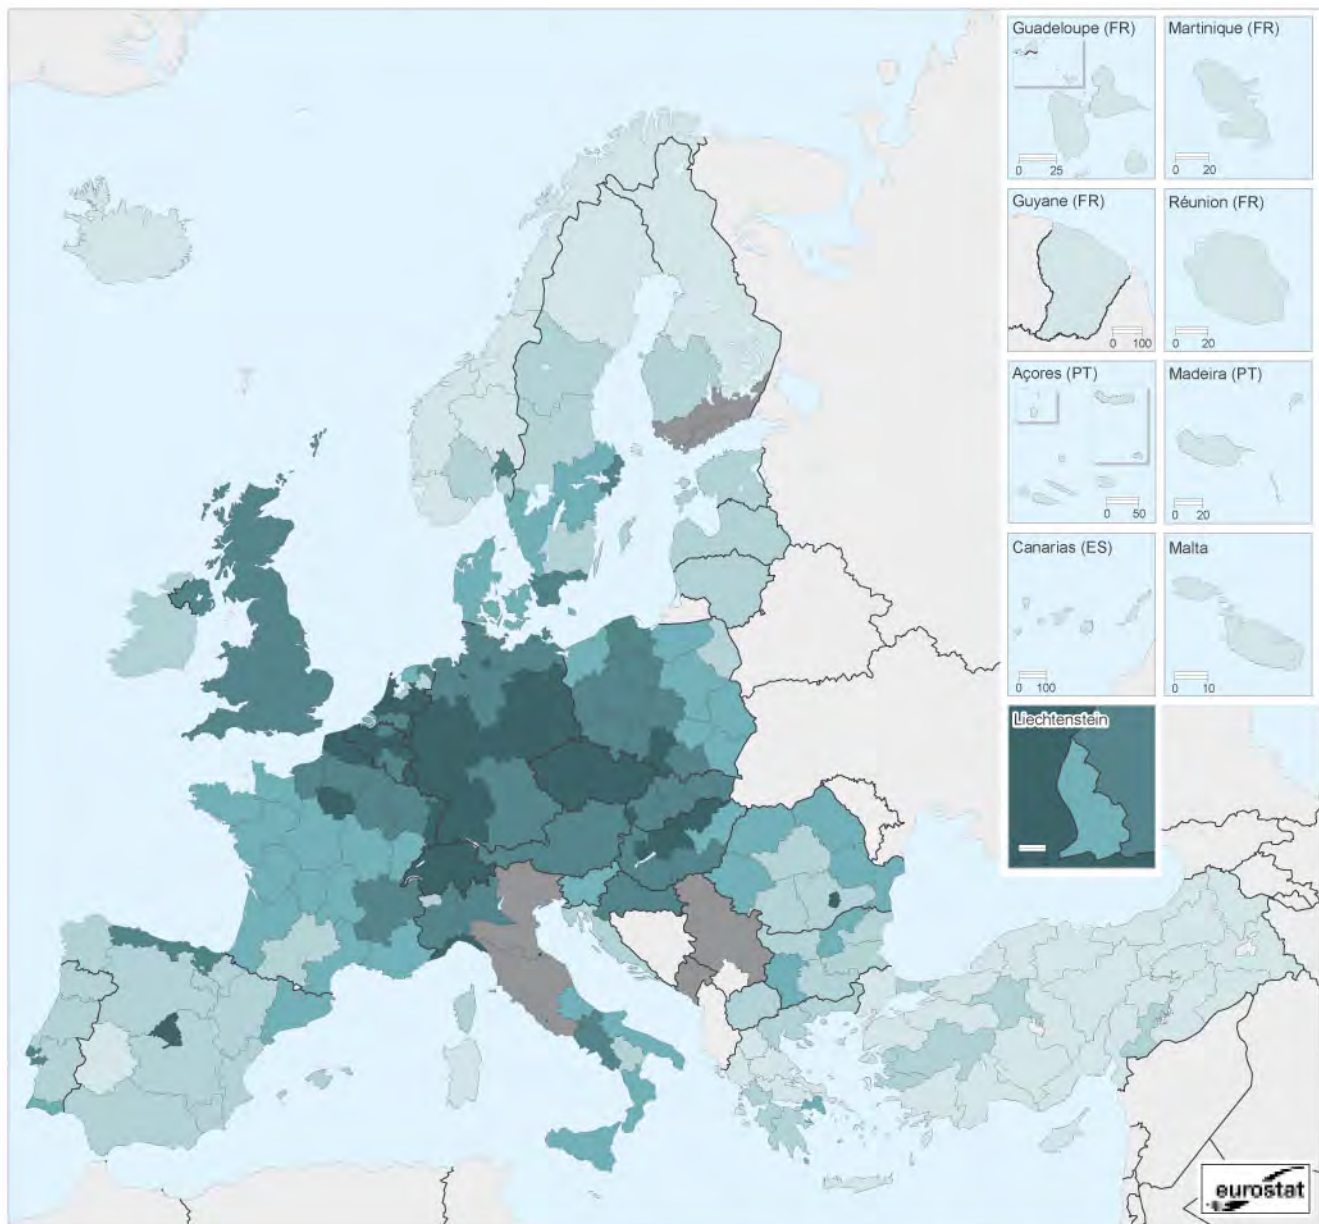 Guadeloupe (FR)
0 25
Martinique (FR)
0 20
Guyane (FR)
0 100
Réunion (FR)
0 20
Açores (PT)
0 50
Madeira (PT)
0 20
Canarias (ES)
0 100
Malta
0 10
Liechtenstein
eurostat